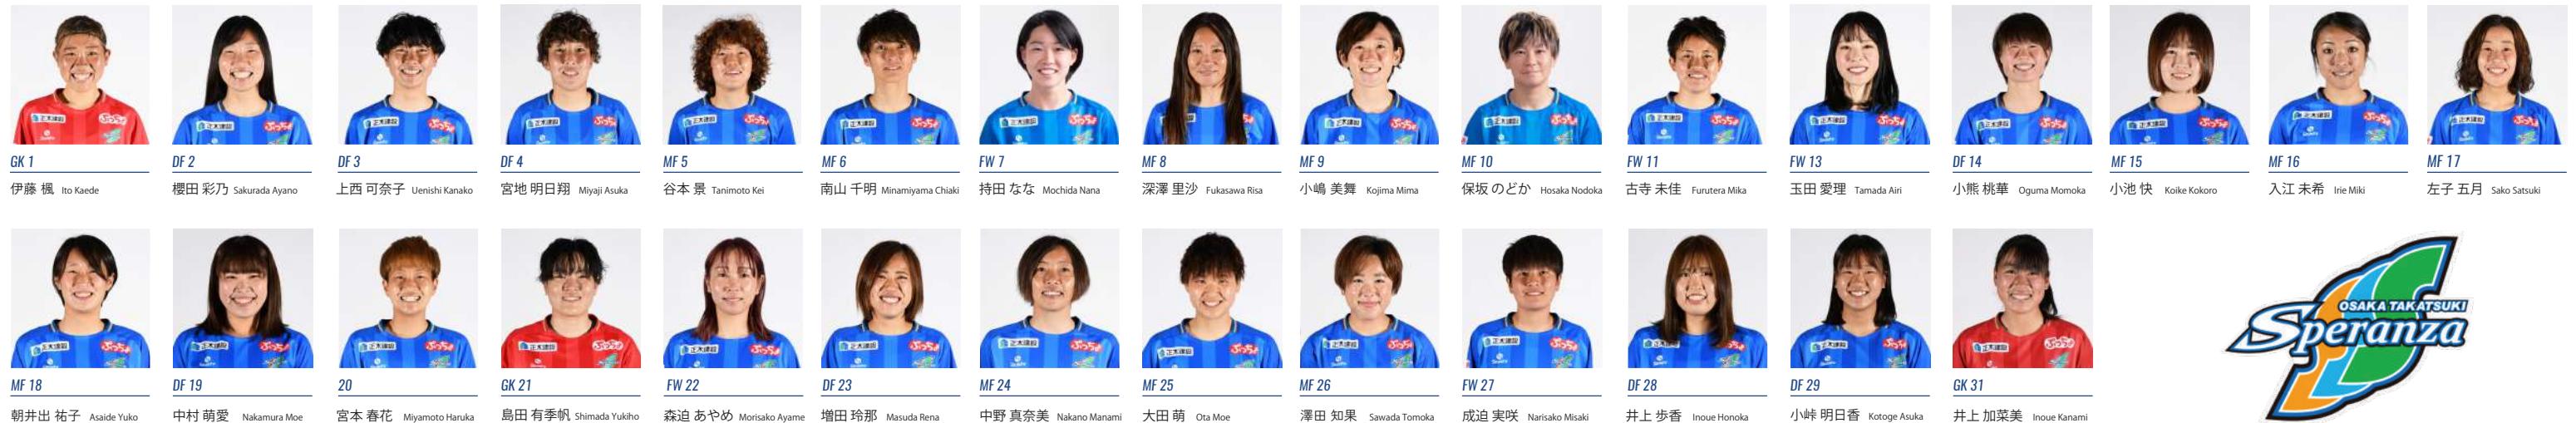 GK 1
伊藤 楓 Ito Kaede
DF 2
櫻田 彩乃 Sakurada Ayano
DF 3
上西 可奈子 Uenishi Kanako
DF 4
宮地 明日翔 Miyaji Asuka
MF 5
谷本 景 Tanimoto Kei
MF 6
南山 千明 Minamiyama Chiaki
FW 7
持田 なな Mochida Nana
MF 8
深澤 里沙 Fukasawa Risa
MF 9
小嶋 美舞 Kojima Mima
MF 10
保坂 のどか Hosaka Nodoka
FW 11
古寺 未佳 Furutera Mika
FW 13
玉田 愛理 Tamada Airi
DF 14
小熊 桃華 Oguma Momoka
MF 15
小池 快 Koike Kokoro
MF 16
入江 未希 Irie Miki
MF 17
左子 五月 Sako Satsuki
MF 18
朝井出 祐子 Asaide Yuko
DF 19
中村 萌愛 Nakamura Moe
20
宮本 春花 Miyamoto Haruka
GK 21
島田 有季帆 Shimada Yukiho
FW 22
森迫 あやめ Morisako Ayame
DF 23
増田 玲那 Masuda Rena
MF 24
中野 真奈美 Nakano Manami
MF 25
大田 萌 Ota Moe
MF 26
澤田 知果 Sawada Tomoka
FW 27
成迫 実咲 Narisako Misaki
DF 28
井上 歩香 Inoue Honoka
DF 29
小峠 明日香 Kotoge Asuka
GK 31
井上 加菜美 Inoue Kanami
OSAKA TAKATSUKI
Speranza